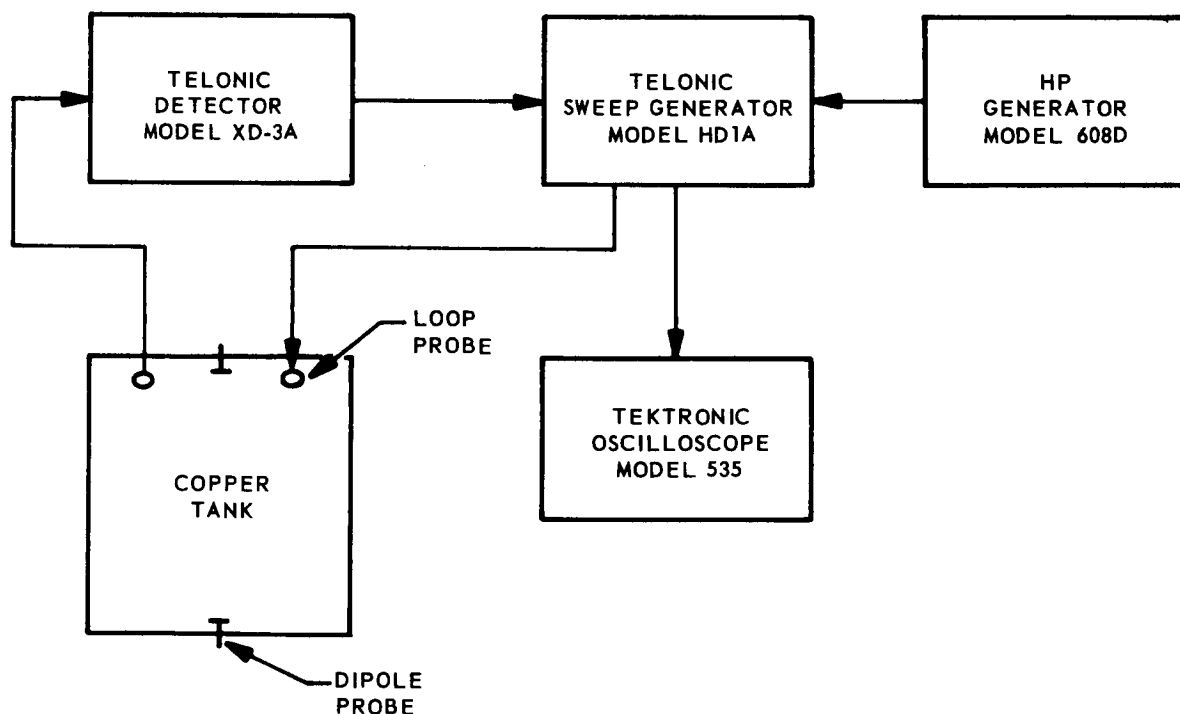 TELONIC
DETECTOR
MODEL XD-3A
TELONIC
SWEEP GENERATOR
MODEL HD1A
HP
GENERATOR
MODEL 608D
LOOP
PROBE
COPPER
TANK
TEKTRONIC
OSCILLOSCOPE
MODEL 535
DIPOLE
PROBE